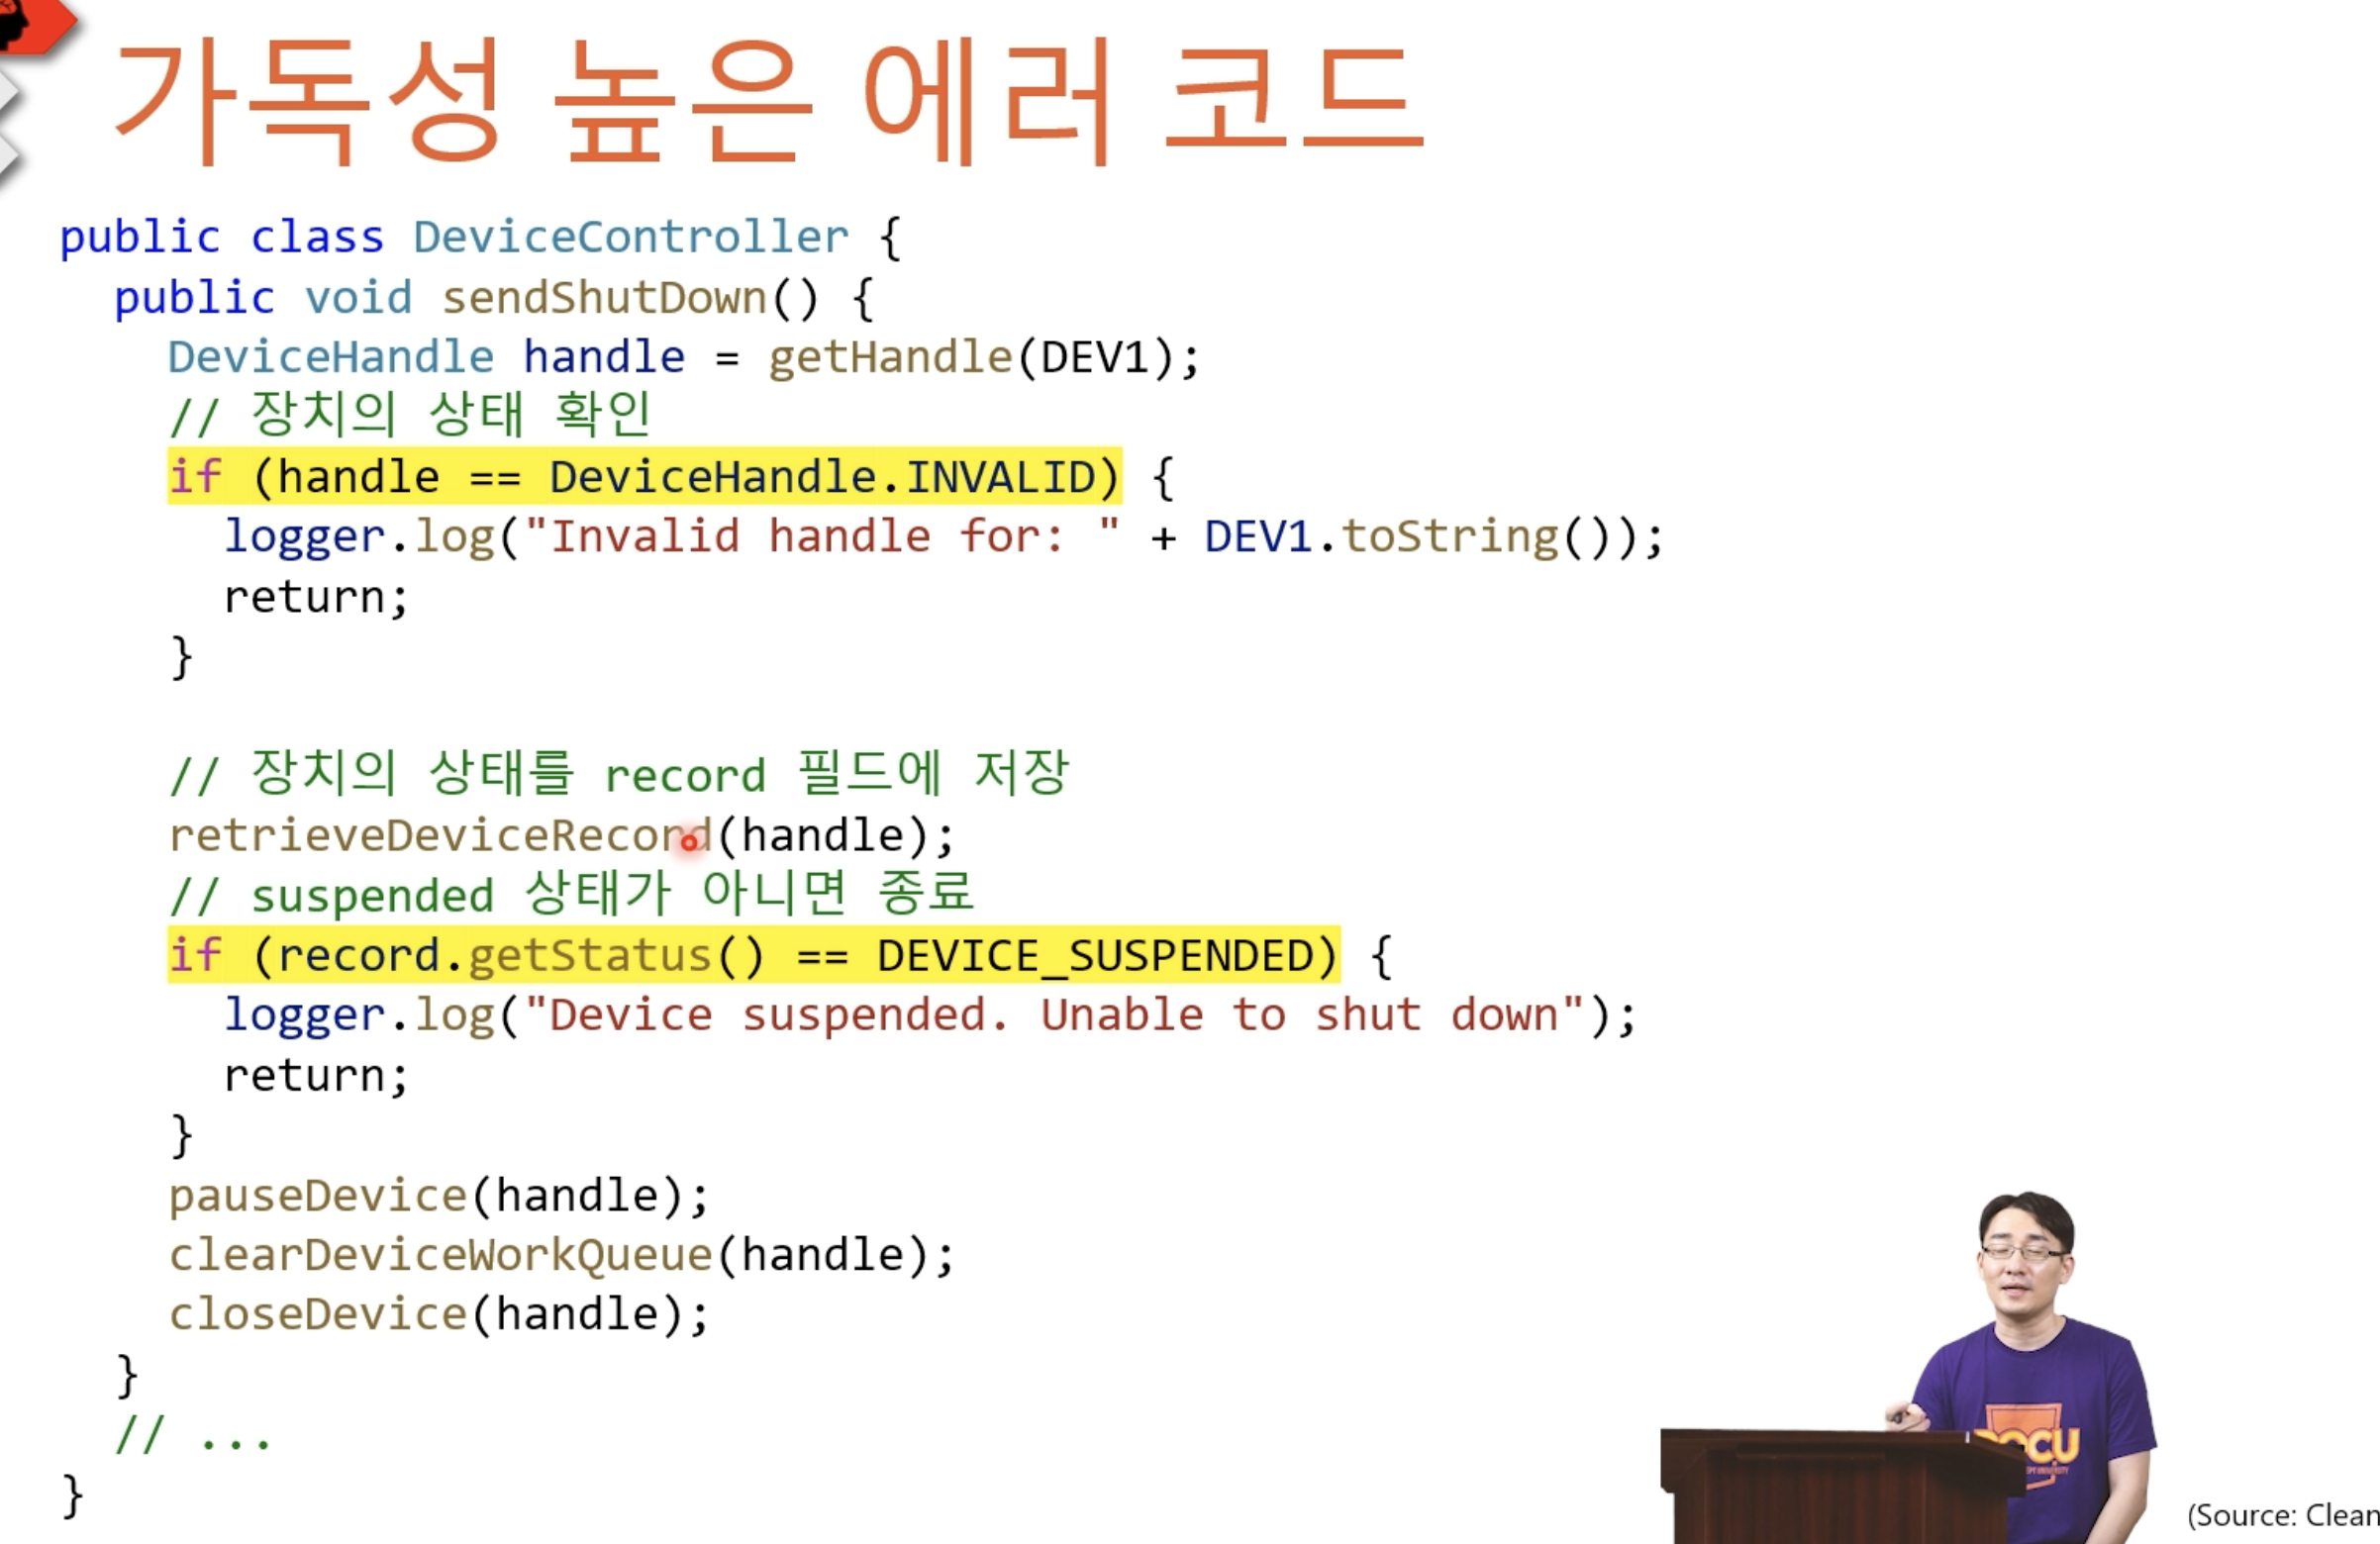 가독성 높은 에러 코드
public class DeviceController {
public void sendShutDown() {
DeviceHandle handle = getHandle(DEV1);
// 장치의 상태 확인
if (handle == DeviceHandle.INVALID) {
logger.log("Invalid handle for: " + DEV1.toString());
return;
}
// 장치의 상태를 record 필드에 저장
retrieveDeviceRecord(handle);
// suspended 상태가 아니면 종료
if (record.getStatus() == DEVICE_SUSPENDED) {
logger.log("Device suspended. Unable to shut down");
return;
}
pauseDevice(handle);
clearDeviceWorkQueue(handle);
closeDevice(handle);
}
// ...
}
(Source: Clean